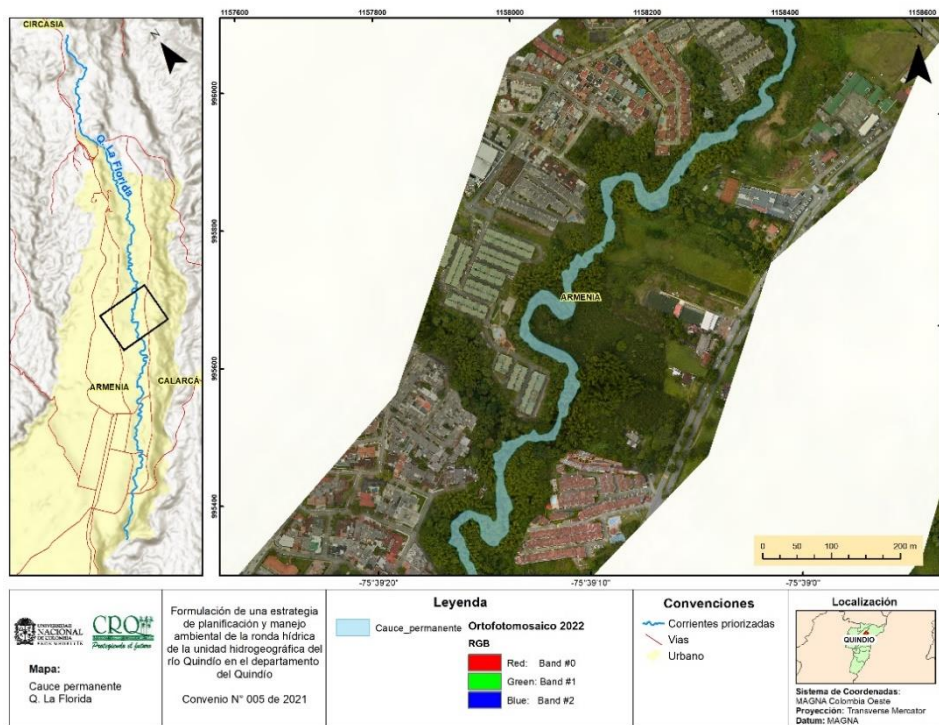 CIRCASIA
N
Q. La Florida
ARMENIA
CALARCÁ
1157600
1157800
1158000
1158200
1158400
1158600
996000
995800
995600
995400
ARMENIA
0 50 100 200 m
-75°39'20"
-75°39'10"
-75°39'0"
UNIVERSIDAD
NACIONAL
DE COLOMBIA
CRQ
Protegiendo el futuro
Mapa:
Cauce permanente
Q. La Florida
Formulación de una estrategia
de planificación y manejo
ambiental de la ronda hídrica
de la unidad hidrogeográfica del
río Quindío en el departamento
del Quindío
Convenio N° 005 de 2021
Leyenda
Cauce_permanente
Ortofotomosaico 2022
RGB
Red: Band #0
Green: Band #1
Blue: Band #2
Convenciones
Corrientes priorizadas
Vias
Urbano
Localización
QUINDIO
Sistema de Coordenadas:
MAGNA Colombia Oeste
Proyección: Transverse Mercator
Datum: MAGNA